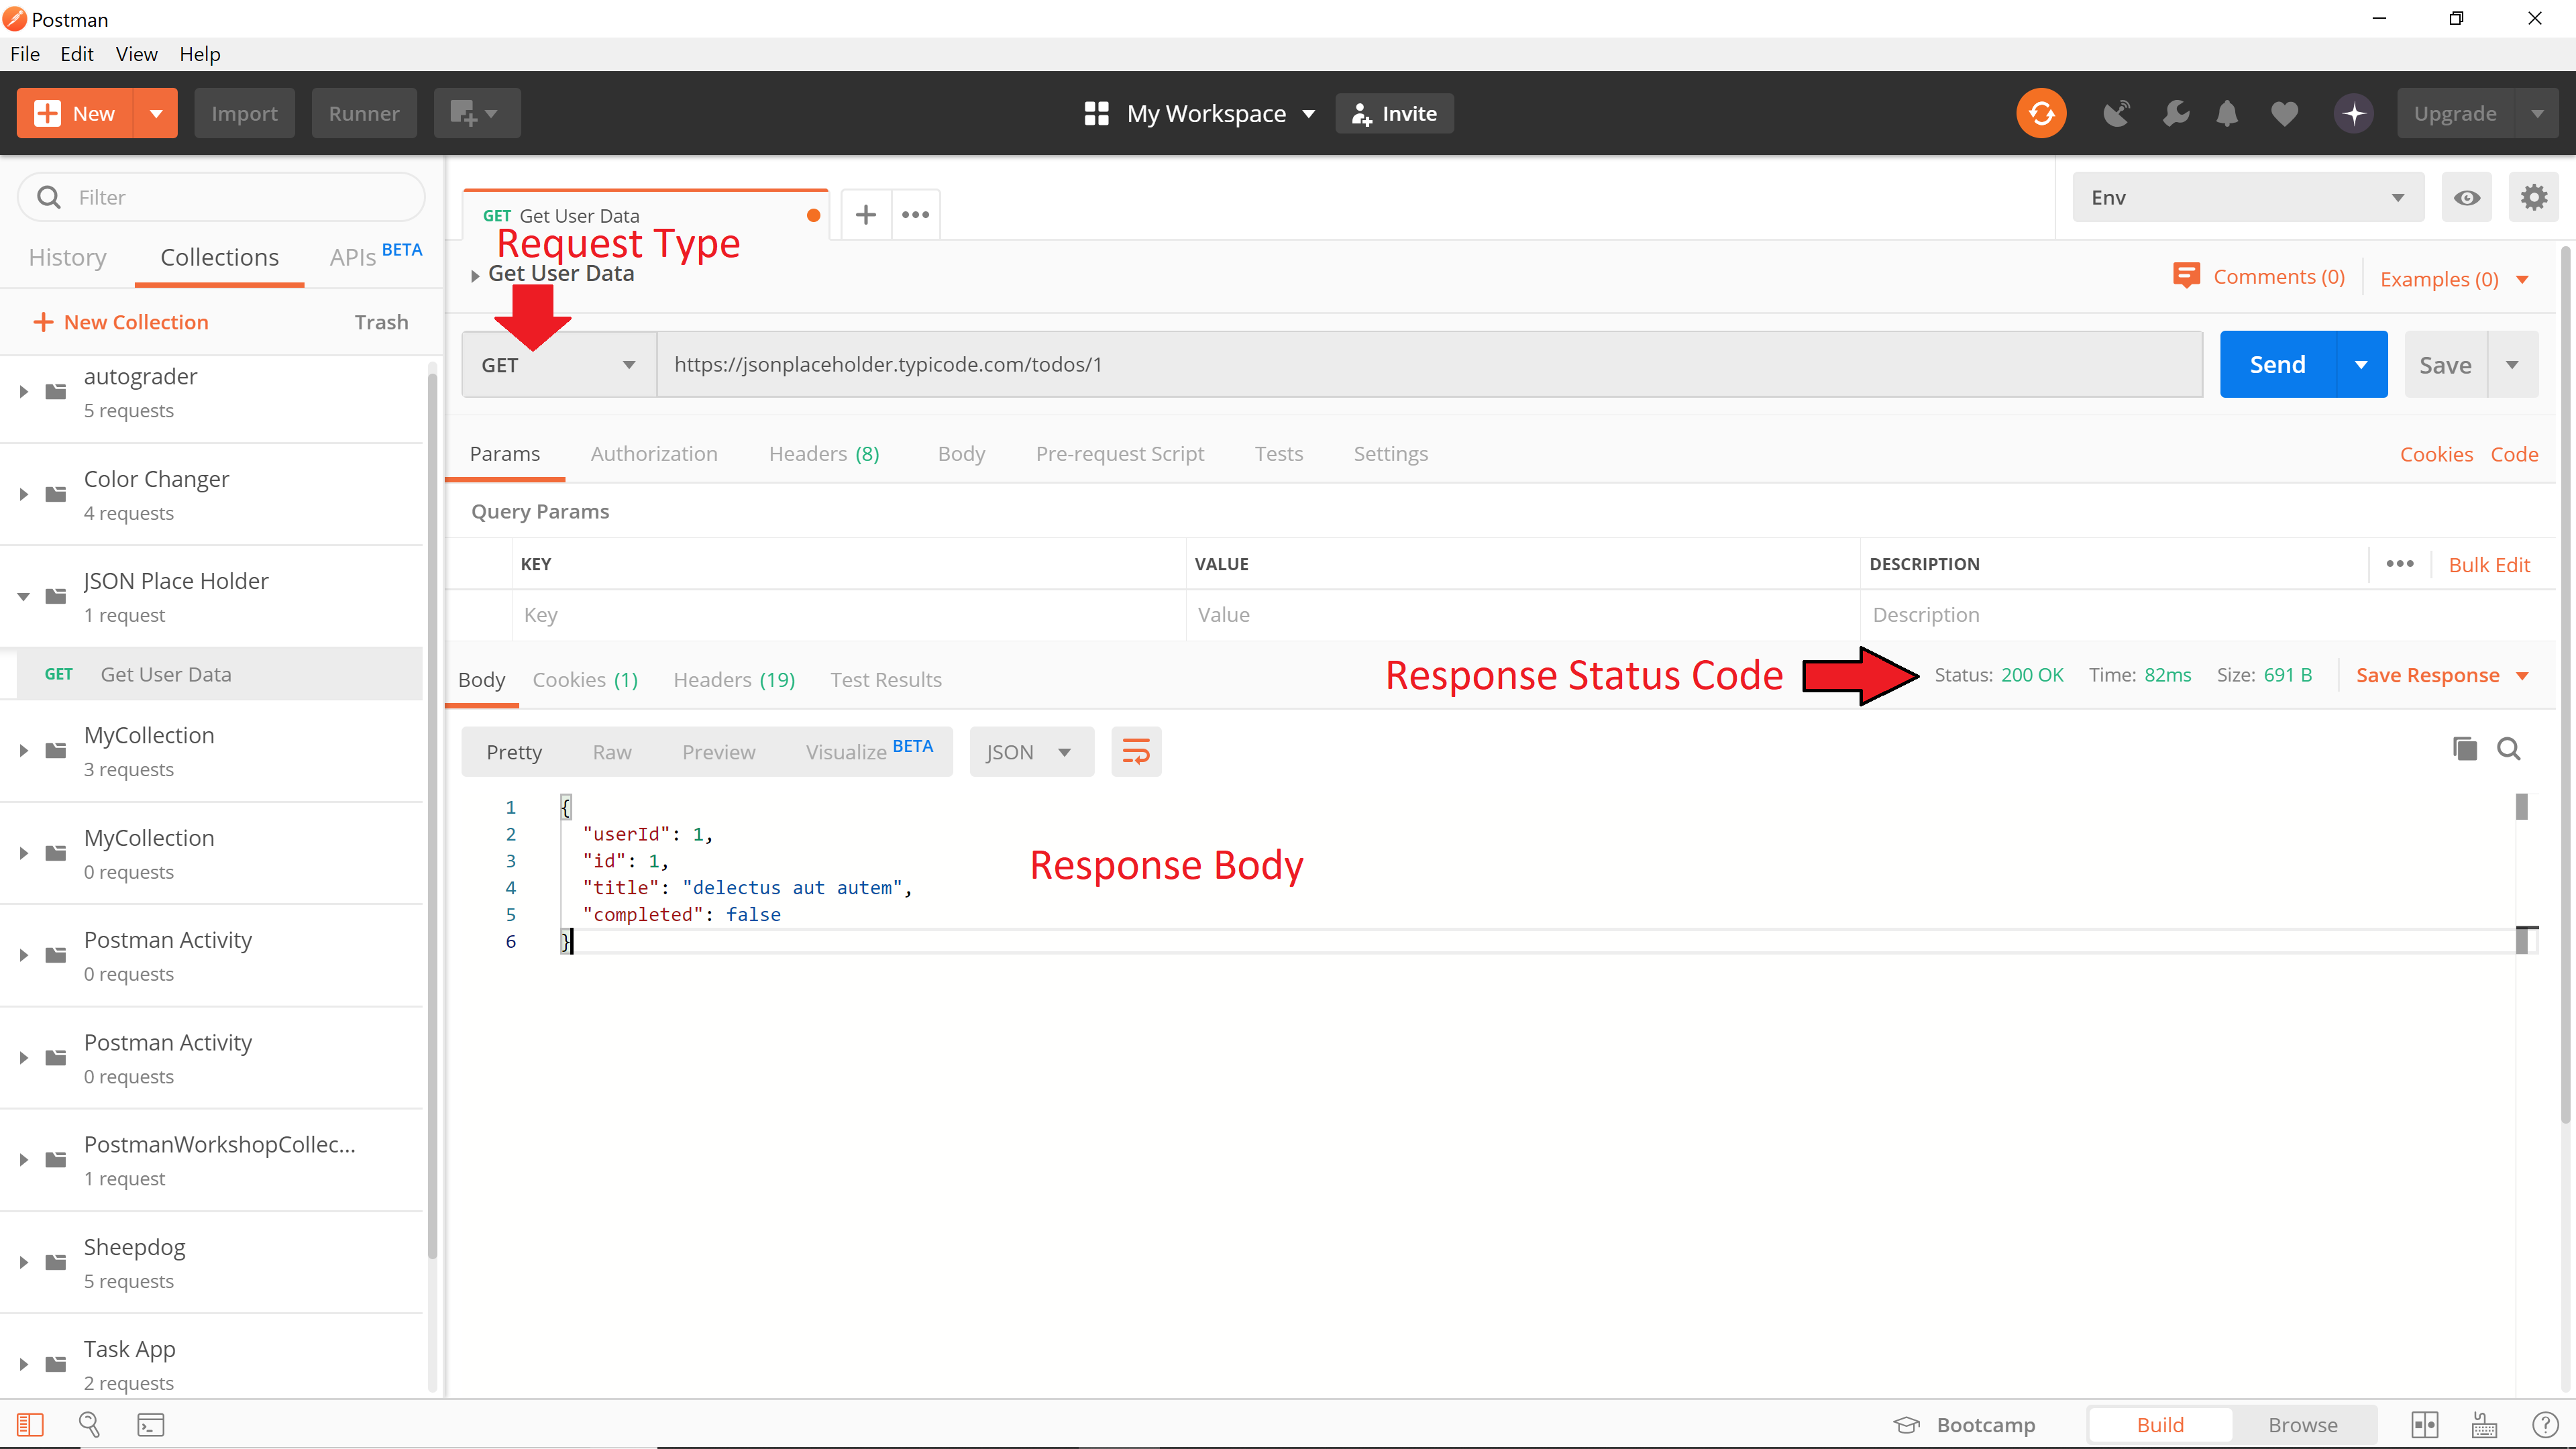 Postman
File Edit View Help
New Import Runner My Workspace Invite Upgrade
Filter
History Collections APIs BETA
+ New Collection Trash
autograder
5 requests
Color Changer
4 requests
JSON Place Holder
1 request
GET Get User Data
MyCollection
3 requests
MyCollection
0 requests
Postman Activity
0 requests
Postman Activity
0 requests
PostmanWorkshopCollec...
1 request
Sheepdog
5 requests
Task App
2 requests
GET Get User Data
Env
Request Type
Get User Data
Comments (0) Examples (0)
GET https://jsonplaceholder.typicode.com/todos/1 Send Save
Params Authorization Headers (8) Body Pre-request Script Tests Settings Cookies Code
Query Params
KEY VALUE DESCRIPTION ••• Bulk Edit
Key Value Description
Body Cookies (1) Headers (19) Test Results Response Status Code Status: 200 OK Time: 82ms Size: 691 B Save Response
Pretty Raw Preview Visualize BETA JSON
1 {
2 "userId": 1,
3 "id": 1,
4 "title": "delectus aut autem",
5 "completed": false
6 }
Response Body
Bootcamp Build Browse